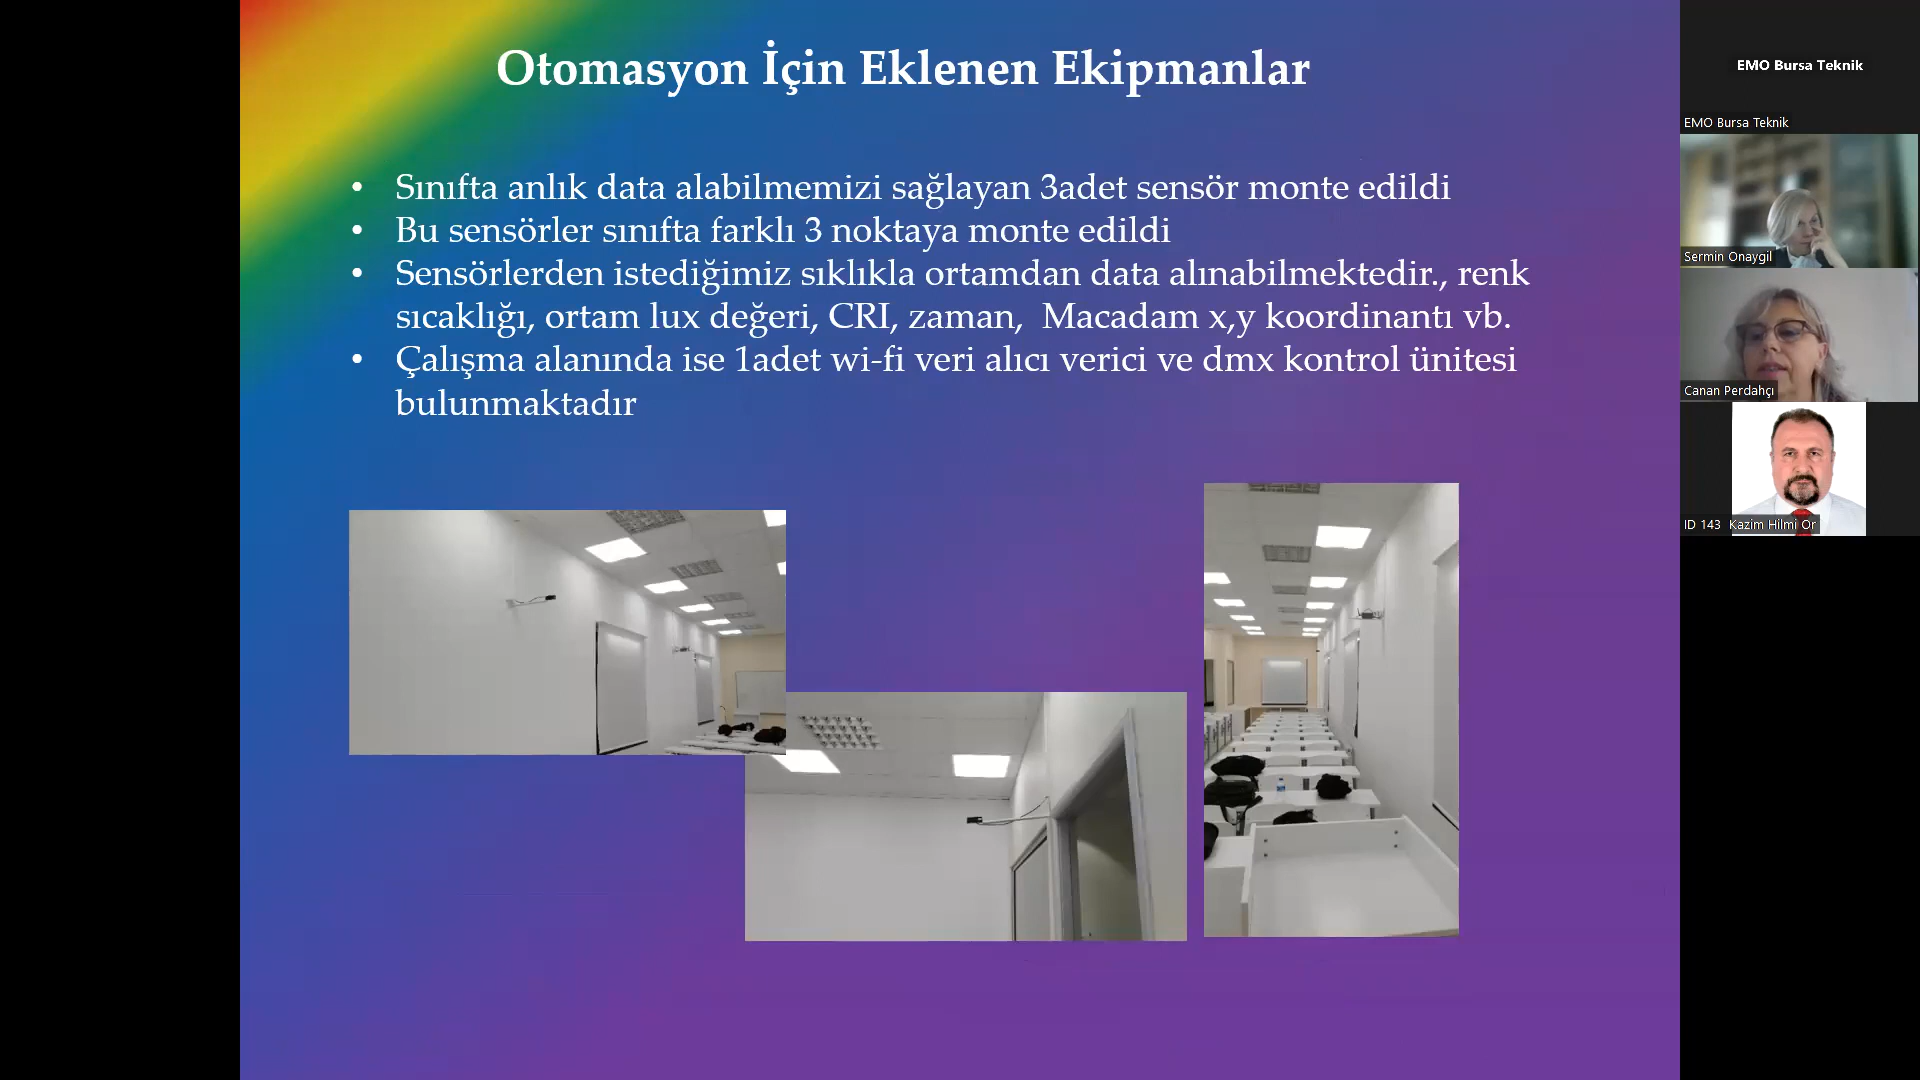 Otomasyon İçin Eklenen Ekipmanlar
• Sınıfta anlık data alabilmemizi sağlayan 3adet sensör monte edildi
• Bu sensörler sınıfta farklı 3 noktaya monte edildi
• Sensörlerden istediğimiz sıklıkla ortamdan data alınabilmektedir., renk
sıcaklığı, ortam lux değeri, CRI, zaman, Macadam x,y koordinantı vb.
• Çalışma alanında ise 1adet wi-fi veri alıcı verici ve dmx kontrol ünitesi
bulunmaktadır
EMO Bursa Teknik
EMO Bursa Teknik
Sermin Onaygil
Canan Perdahçı
ID 143 Kazim Hilmi Or